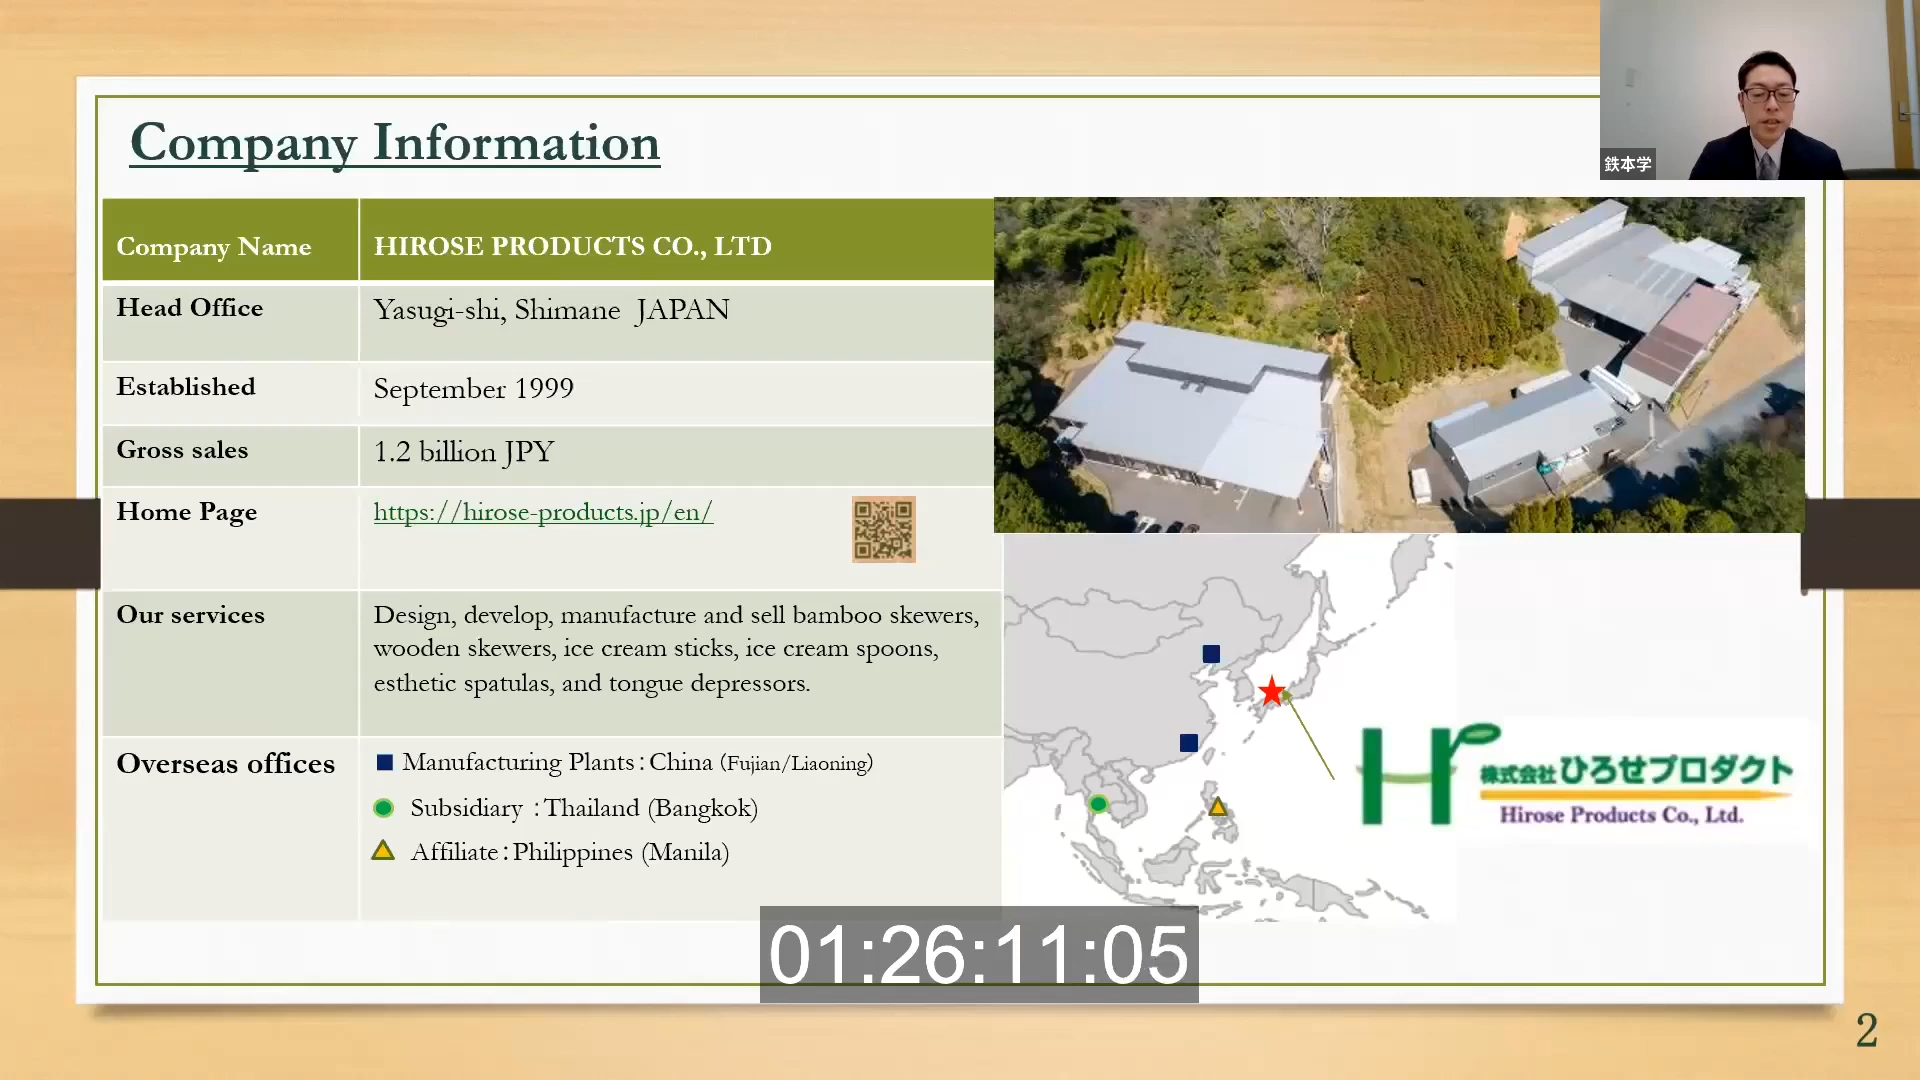 Company Information
鉄本学
Company Name
HIROSE PRODUCTS CO., LTD
Head Office
Yasugi-shi, Shimane JAPAN
Established
September 1999
Gross sales
1.2 billion JPY
Home Page
https://hirose-products.jp/en/
Our services
Design, develop, manufacture and sell bamboo skewers,
wooden skewers, ice cream sticks, ice cream spoons,
esthetic spatulas, and tongue depressors.
Overseas offices
Manufacturing Plants：China (Fujian/Liaoning)
Subsidiary ：Thailand (Bangkok)
Affiliate：Philippines (Manila)
H
株式会社ひろせプロダクト
Hirose Products Co., Ltd.
01:26:11:05
2